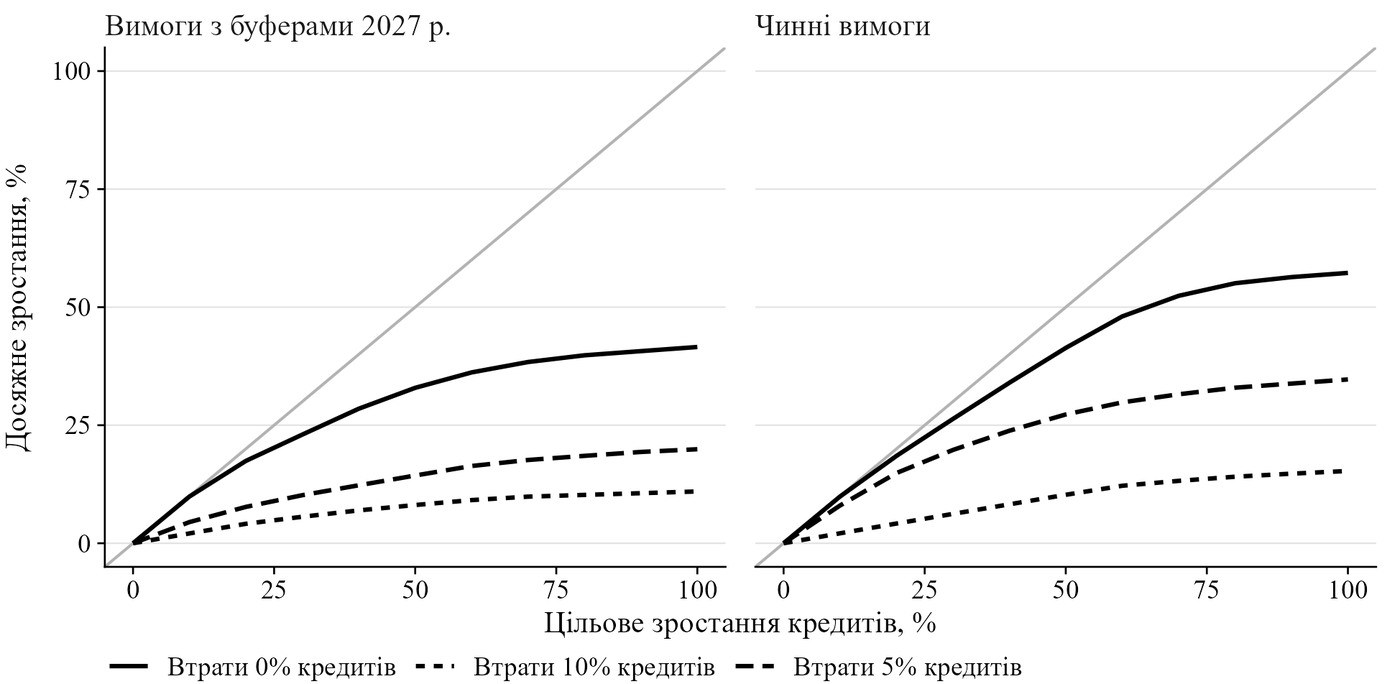 Вимоги з буферами 2027 р.
Чинні вимоги
Досяжне зростання, %
100
75
50
25
0
0 25 50 75 100
0 25 50 75 100
Цільове зростання кредитів, %
Втрати 0% кредитів Втрати 10% кредитів Втрати 5% кредитів